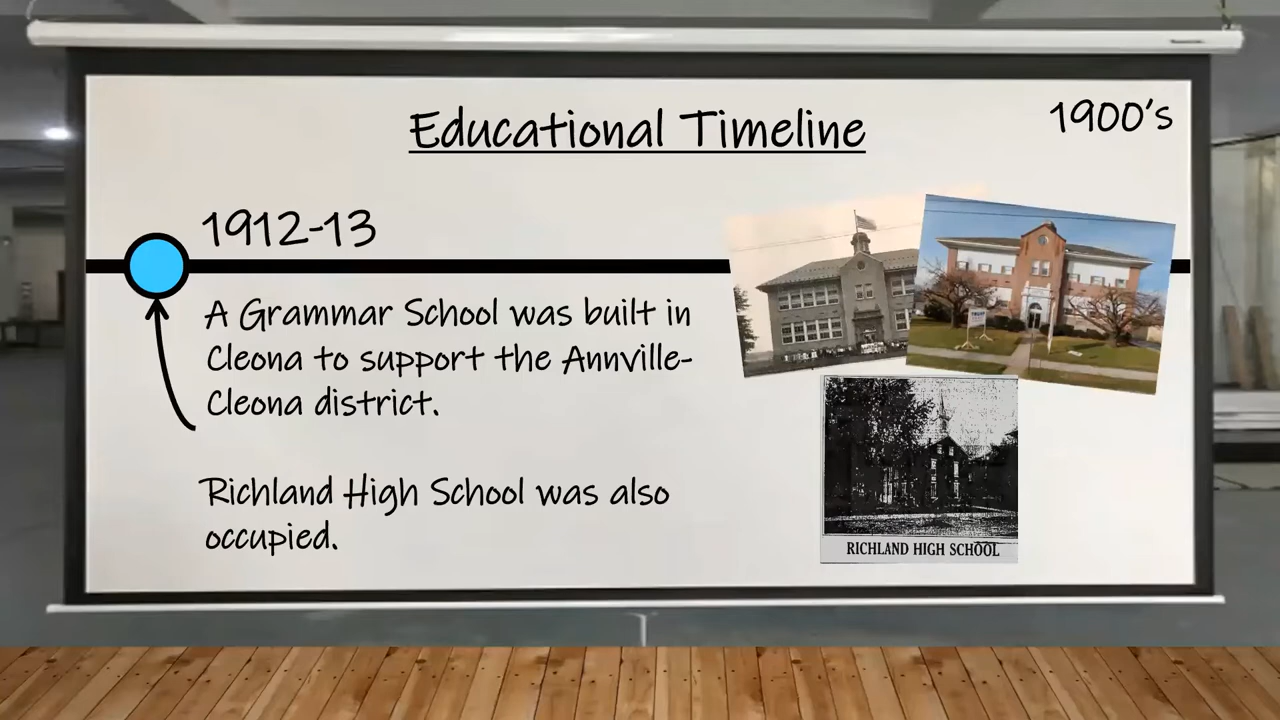 Educational Timeline
1900's
1912-13
A Grammar School was built in
Cleona to support the Annville-
Cleona district.
Richland High School was also
occupied.
RICHLAND HIGH SCHOOL